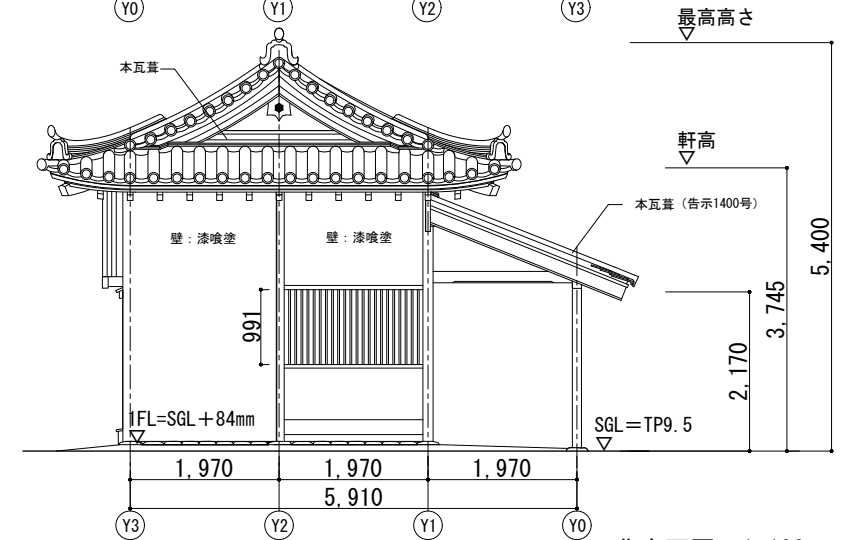 Y0 Y1 Y2 Y3
最高高さ
本瓦葺
軒高
本瓦葺（告示1400号）
壁：漆喰塗 壁：漆喰塗
5,400
3,745
991
2,170
1FL=SGL＋84mm
SGL＝TP9.5
1,970 1,970 1,970
5,910
Y3 Y2 Y1 Y0